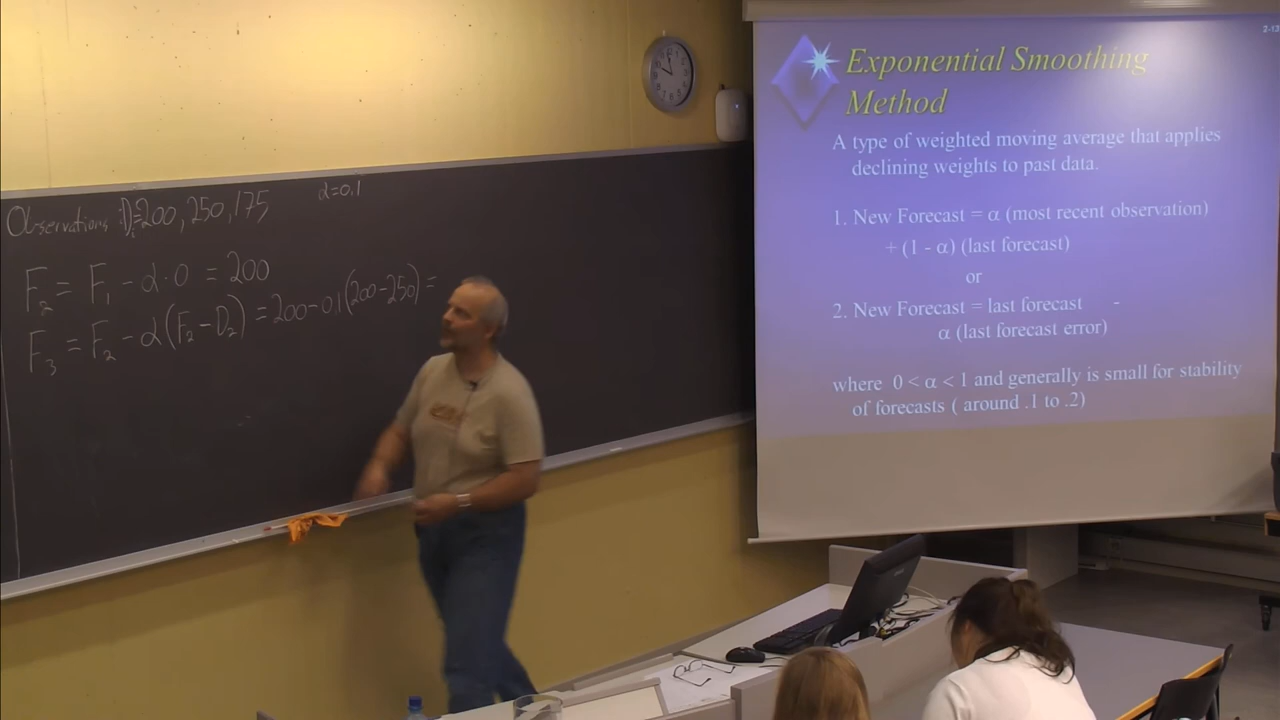 Observations: Dᵢ=200, 250, 175
α=0.1
F₂ = F₁ - α·0 = 200
F₃ = F₂ - α(F₂-D₂) = 200-0,1(200-250) =
Exponential Smoothing
Method
A type of weighted moving average that applies
declining weights to past data.
1. New Forecast = α (most recent observation)
+ (1 - α) (last forecast)
or
2. New Forecast = last forecast -
α (last forecast error)
where 0 < α < 1 and generally is small for stability
of forecasts ( around .1 to .2)